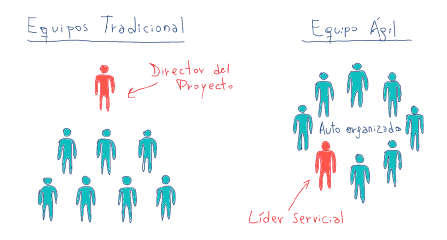 Equipos Tradicional
Equipo Ágil
Director del
Proyecto
Auto organizado
Líder Servicial